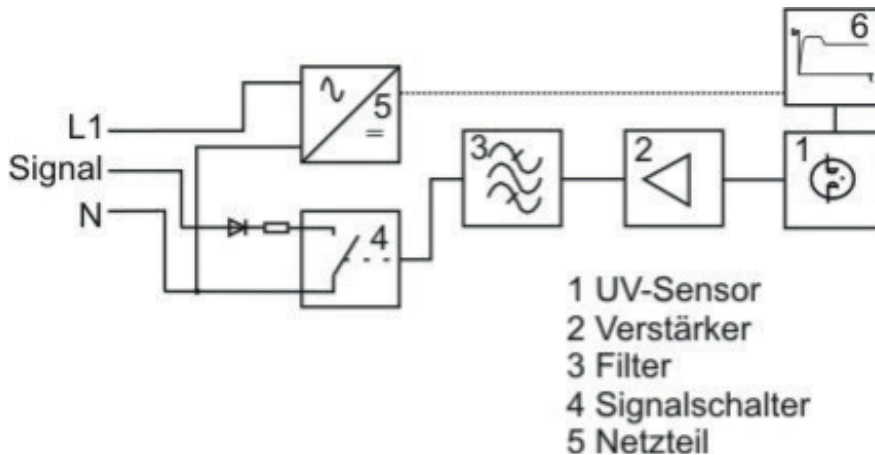 6
L1
5
Signal
3
2
1
N
4
1 UV-Sensor
2 Verstärker
3 Filter
4 Signalschalter
5 Netzteil